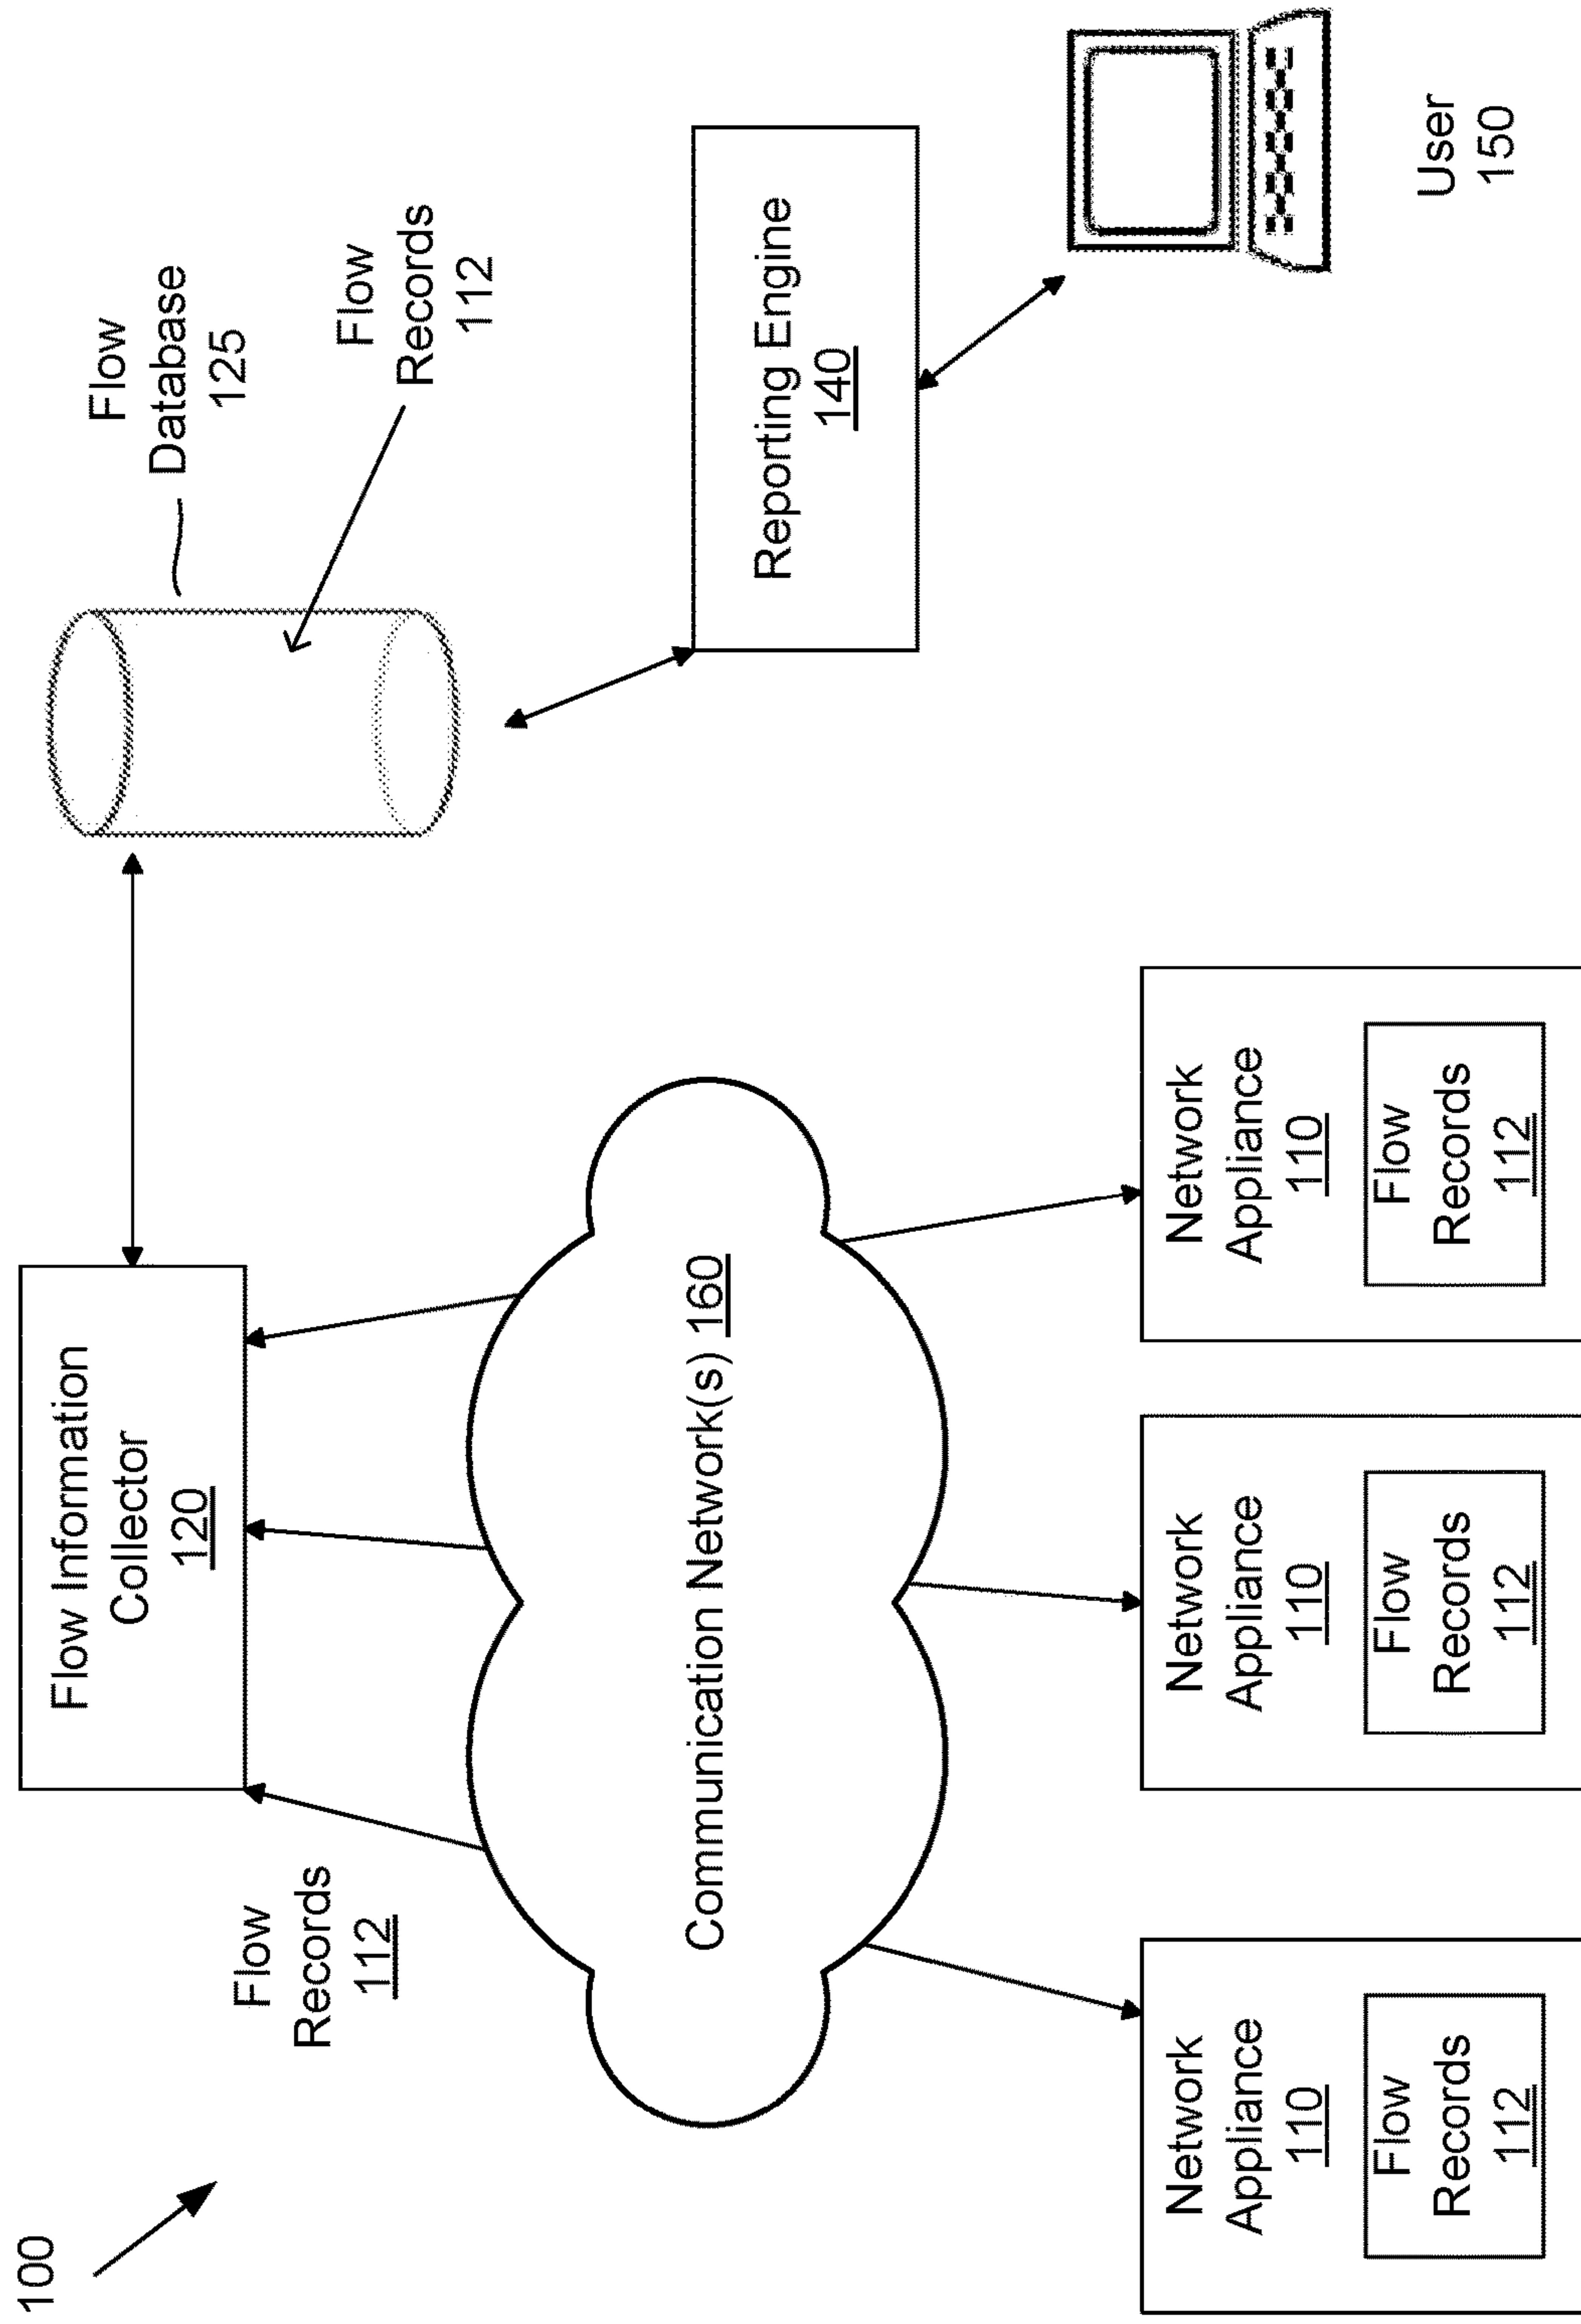 100
Flow Information
Collector
120
Flow
Database
125
Flow
Records
112
Flow
Records
112
Communication Network(s) 160
Reporting Engine
140
User
150
Network
Appliance
110
Flow
Records
112
Network
Appliance
110
Flow
Records
112
Network
Appliance
110
Flow
Records
112